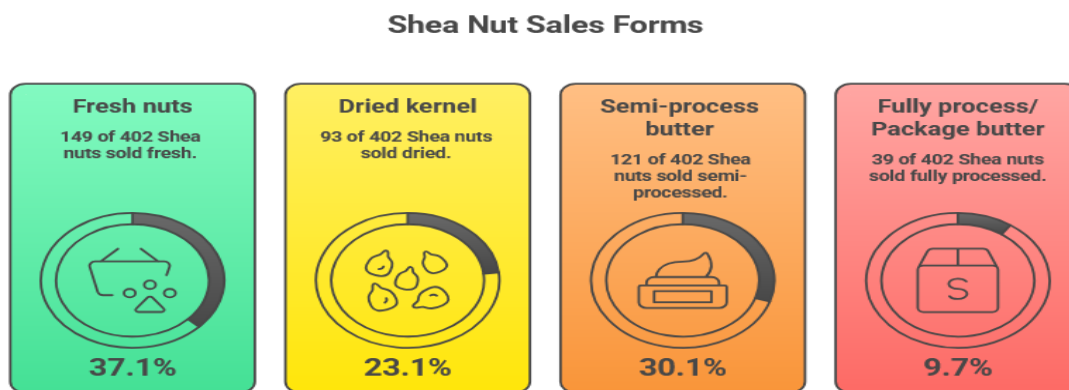 Shea Nut Sales Forms
Fresh nuts
149 of 402 Shea
nuts sold fresh.
37.1%
Dried kernel
93 of 402 Shea nuts
sold dried.
23.1%
Semi-process
butter
121 of 402 Shea
nuts sold semi-
processed.
30.1%
Fully process/
Package butter
39 of 402 Shea nuts
sold fully processed.
S
9.7%